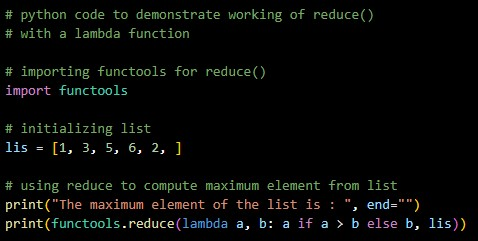 # python code to demonstrate working of reduce()
# with a lambda function
# importing functools for reduce()
import functools
# initializing list
lis = [1, 3, 5, 6, 2, ]
# using reduce to compute maximum element from list
print("The maximum element of the list is : ", end="")
print(functools.reduce(lambda a, b: a if a > b else b, lis))